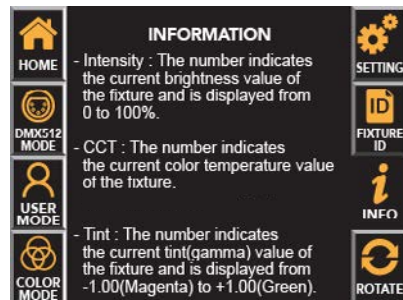 HOME
DMX512
MODE
USER
MODE
COLOR
MODE
INFORMATION
- Intensity : The number indicates
the current brightness value of
the fixture and is displayed from
0 to 100%.
- CCT : The number indicates
the current color temperature value
of the fixture.
- Tint : The number indicates
the current tint(gamma) value of
the fixture and is displayed from
-1.00(Magenta) to +1.00(Green).
SETTING
ID
FIXTURE
ID
i
INFO
ROTATE